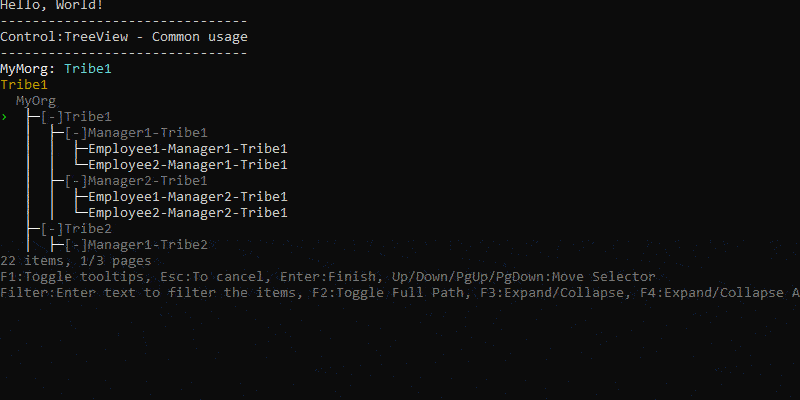 Hello, World!
-------------------------------
Control:TreeView - Common usage
-------------------------------
MyMorg: Tribe1
Tribe1
MyOrg
› ├─[-]Tribe1
│ ├─[-]Manager1-Tribe1
│ │ ├─Employee1-Manager1-Tribe1
│ │ └─Employee2-Manager1-Tribe1
│ ├─[-]Manager2-Tribe1
│ │ ├─Employee1-Manager2-Tribe1
│ │ └─Employee2-Manager2-Tribe1
├─[-]Tribe2
│ ├─[-]Manager1-Tribe2
22 items, 1/3 pages
F1:Toggle tooltips, Esc:To cancel, Enter:Finish, Up/Down/PgUp/PgDown:Move Selector
Filter:Enter text to filter the items, F2:Toggle Full Path, F3:Expand/Collapse, F4:Expand/Collapse A